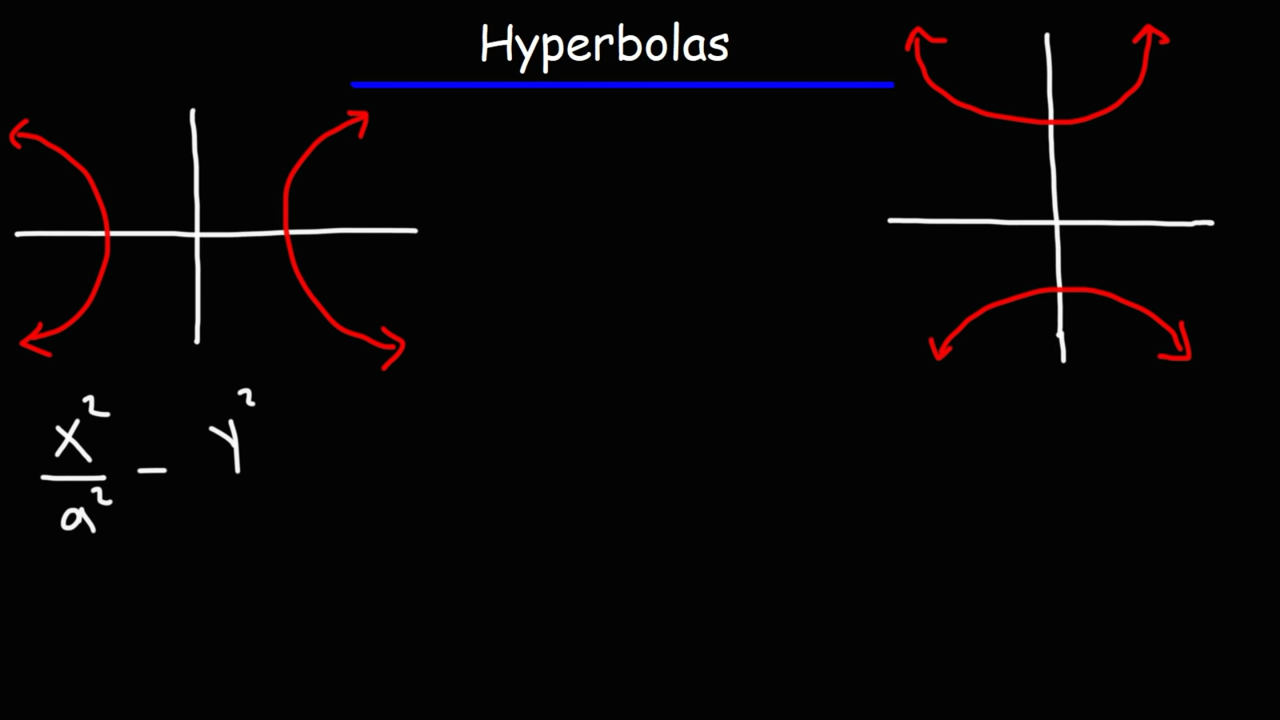 Hyperbolas
x² / a² - y²